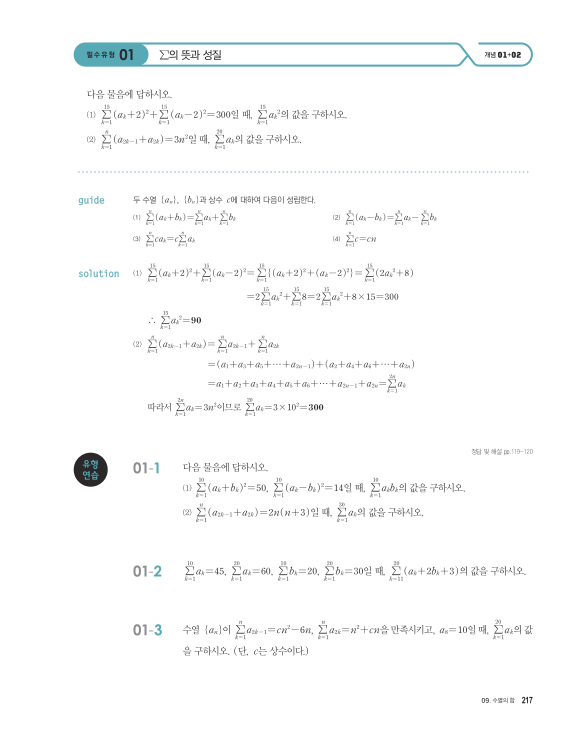 필수유형 01 ∑의 뜻과 성질 개념 01+02
다음 물음에 답하시오.
⑴ $\sum_{k=1}^{15}(a_k+2)^2+\sum_{k=1}^{15}(a_k-2)^2=300$일 때, $\sum_{k=1}^{15}a_k^2$의 값을 구하시오.
⑵ $\sum_{k=1}^{n}(a_{2k-1}+a_{2k})=3n^2$일 때, $\sum_{k=1}^{20}a_k$의 값을 구하시오.
guide 두 수열 {$a_n$}, {$b_n$}과 상수 $c$에 대하여 다음이 성립한다.
⑴ $\sum_{k=1}^{n}(a_k+b_k)=\sum_{k=1}^{n}a_k+\sum_{k=1}^{n}b_k$ ⑵ $\sum_{k=1}^{n}(a_k-b_k)=\sum_{k=1}^{n}a_k-\sum_{k=1}^{n}b_k$
⑶ $\sum_{k=1}^{n}ca_k=c\sum_{k=1}^{n}a_k$ ⑷ $\sum_{k=1}^{n}c=cn$
solution ⑴ $\sum_{k=1}^{15}(a_k+2)^2+\sum_{k=1}^{15}(a_k-2)^2=\sum_{k=1}^{15}\{(a_k+2)^2+(a_k-2)^2\}=\sum_{k=1}^{15}(2a_k^2+8)$
$=2\sum_{k=1}^{15}a_k^2+\sum_{k=1}^{15}8=2\sum_{k=1}^{15}a_k^2+8×15=300$
∴ $\sum_{k=1}^{15}a_k^2=90$
⑵ $\sum_{k=1}^{n}(a_{2k-1}+a_{2k})=\sum_{k=1}^{n}a_{2k-1}+\sum_{k=1}^{n}a_{2k}$
$=(a_1+a_3+a_5+⋯+a_{2n-1})+(a_2+a_4+a_6+⋯+a_{2n})$
$=a_1+a_2+a_3+a_4+a_5+a_6+⋯+a_{2n-1}+a_{2n}=\sum_{k=1}^{2n}a_k$
따라서 $\sum_{k=1}^{2n}a_k=3n^2$이므로 $\sum_{k=1}^{20}a_k=3×10^2=300$
정답 및 해설 pp.119~120
유형
연습
01-1 다음 물음에 답하시오.
⑴ $\sum_{k=1}^{10}(a_k+b_k)^2=50$, $\sum_{k=1}^{10}(a_k-b_k)^2=14$일 때, $\sum_{k=1}^{10}a_kb_k$의 값을 구하시오.
⑵ $\sum_{k=1}^{n}(a_{2k-1}+a_{2k})=2n(n+3)$일 때, $\sum_{k=1}^{30}a_k$의 값을 구하시오.
01-2 $\sum_{k=1}^{10}a_k=45$, $\sum_{k=1}^{20}a_k=60$, $\sum_{k=1}^{10}b_k=20$, $\sum_{k=1}^{20}b_k=30$일 때, $\sum_{k=11}^{20}(a_k+2b_k+3)$의 값을 구하시오.
01-3 수열 {$a_n$}이 $\sum_{k=1}^{n}a_{2k-1}=cn^2-6n$, $\sum_{k=1}^{n}a_{2k}=n^2+cn$을 만족시키고, $a_8=10$일 때, $\sum_{k=1}^{20}a_k$의 값
을 구하시오. (단, $c$는 상수이다.)
09. 수열의 합 217